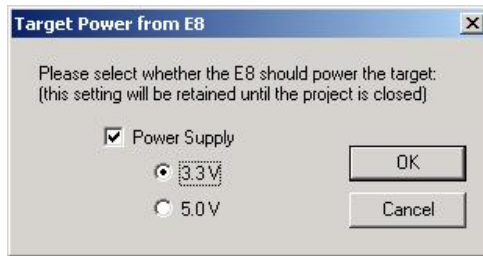 Target Power from E8
Please select whether the E8 should power the target:
(this setting will be retained until the project is closed)
Power Supply
3.3 V
5.0 V
OK
Cancel